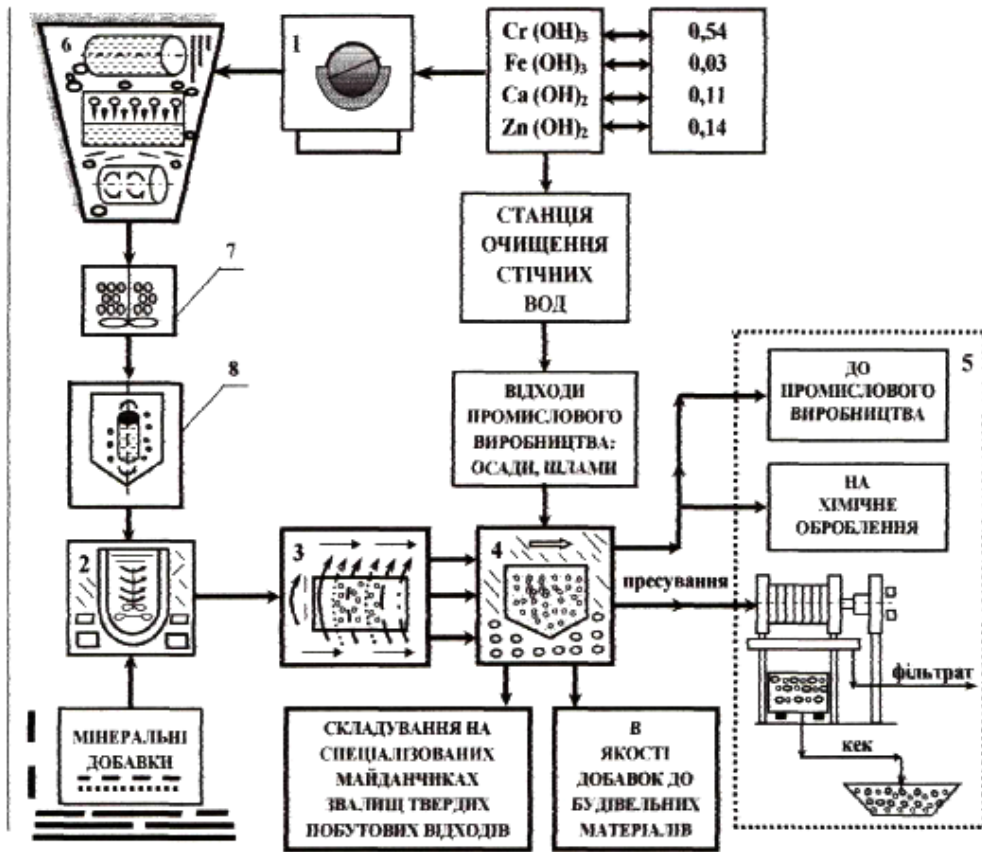 6
1
Cr (OH)₃
Fe (OH)₃
Ca (OH)₂
Zn (OH)₂
0,54
0,03
0,11
0,14
СТАНЦІЯ
ОЧИЩЕННЯ
СТІЧНИХ
ВОД
7
8
ВІДХОДИ
ПРОМИСЛОВОГО
ВИРОБНИЦТВА:
ОСАДИ, ШЛАМИ
5
ДО
ПРОМИСЛОВОГО
ВИРОБНИЦТВА
НА
ХІМІЧНЕ
ОБРОБЛЕННЯ
2
3
4
пресування
фільтрат
кек
МІНЕРАЛЬНІ
ДОБАВКИ
СКЛАДУВАННЯ НА
СПЕЦІАЛІЗОВАНИХ
МАЙДАНЧИКАХ
ЗВАЛИЩ ТВЕРДИХ
ПОБУТОВИХ ВІДХОДІВ
В
ЯКОСТІ
ДОБАВОК ДО
БУДІВЕЛЬНИХ
МАТЕРІАЛІВ